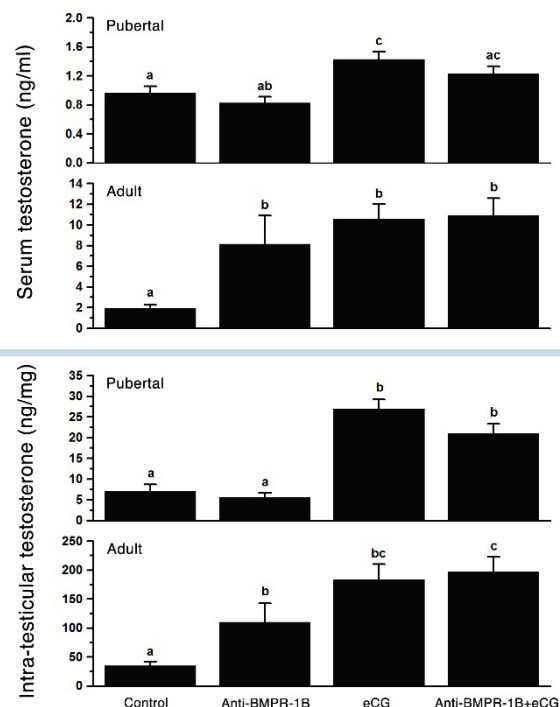 Serum testosterone (ng/ml)
Pubertal
2.0
1.6
1.2
0.8
0.4
0.0
a
ab
c
ac
Adult
14
12
10
8
6
4
2
0
a
b
b
b
Intra-testicular testosterone (ng/mg)
Pubertal
35
30
25
20
15
10
5
0
a
a
b
b
Adult
250
200
150
100
50
0
a
b
bc
c
Control Anti-BMPR-1B eCG Anti-BMPR-1B+eCG